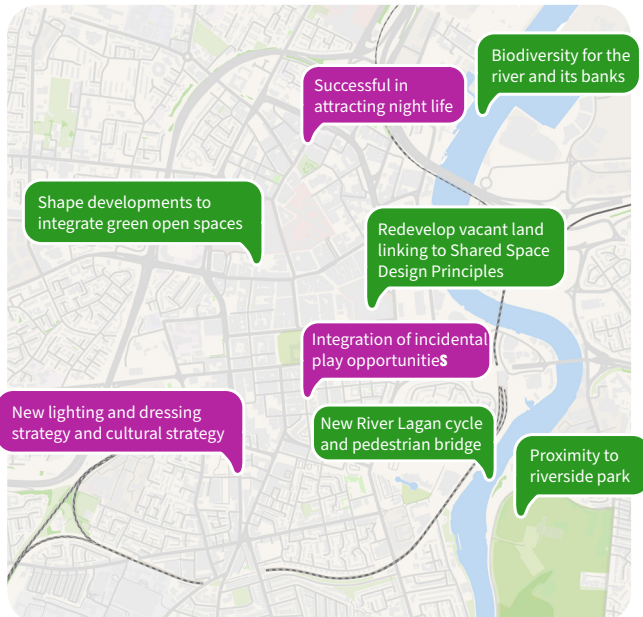 Biodiversity for the
river and its banks
Successful in
attracting night life
Shape developments to
integrate green open spaces
Redevelop vacant land
linking to Shared Space
Design Principles
Integration of incidental
play opportunities
New lighting and dressing
strategy and cultural strategy
New River Lagan cycle
and pedestrian bridge
Proximity to
riverside park